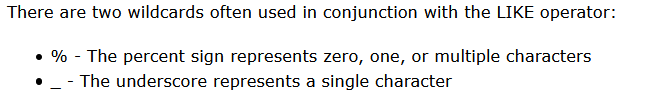 There are two wildcards often used in conjunction with the LIKE operator:
• % - The percent sign represents zero, one, or multiple characters
• _ - The underscore represents a single character